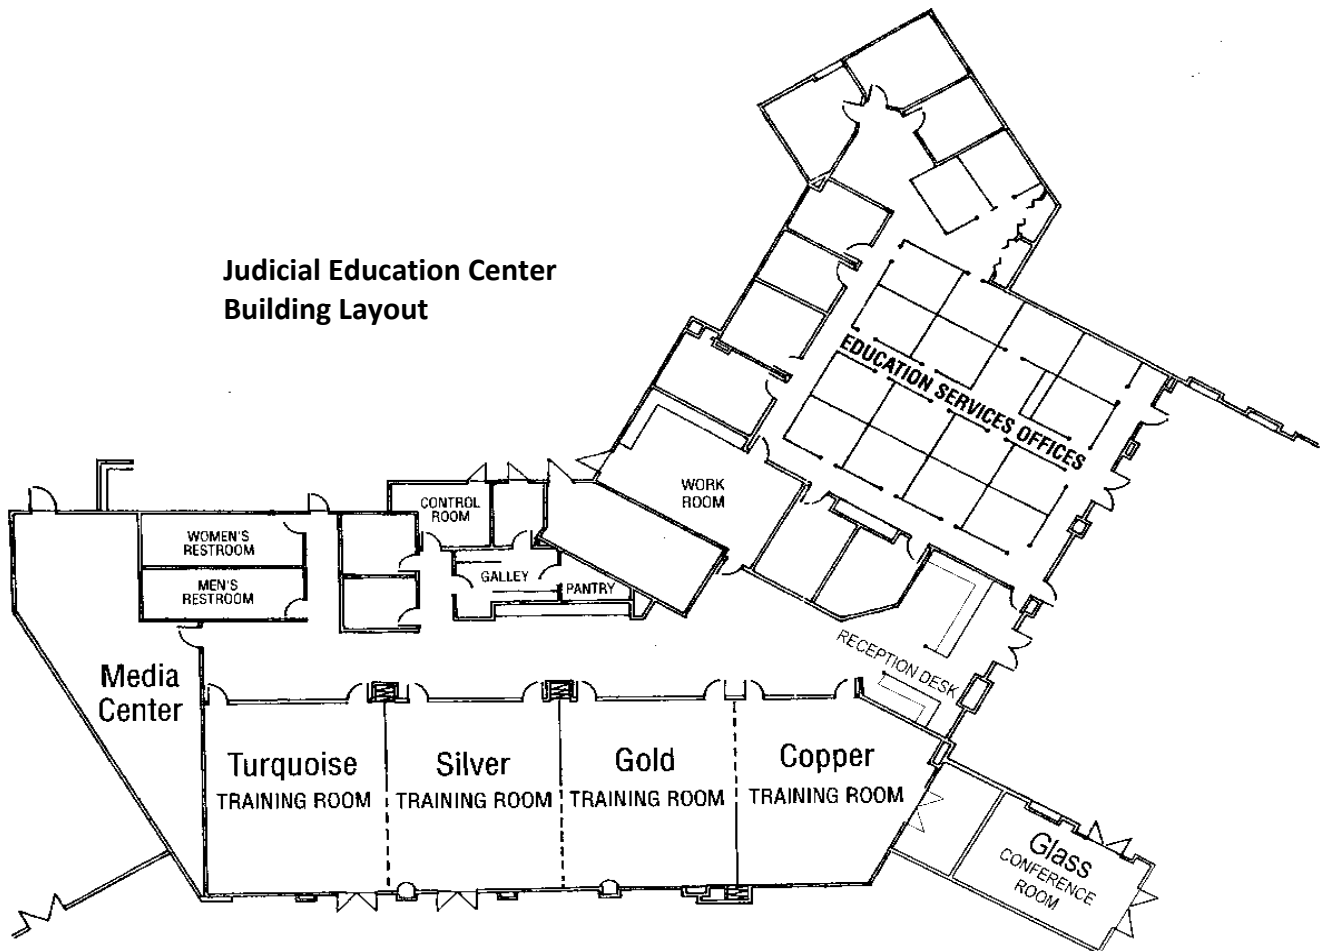 Judicial Education Center
Building Layout
EDUCATION SERVICES OFFICES
WORK
ROOM
CONTROL
ROOM
WOMEN'S
RESTROOM
MEN'S
RESTROOM
GALLEY
PANTRY
RECEPTION DESK
Media
Center
Turquoise
TRAINING ROOM
Silver
TRAINING ROOM
Gold
TRAINING ROOM
Copper
TRAINING ROOM
Glass
CONFERENCE
ROOM